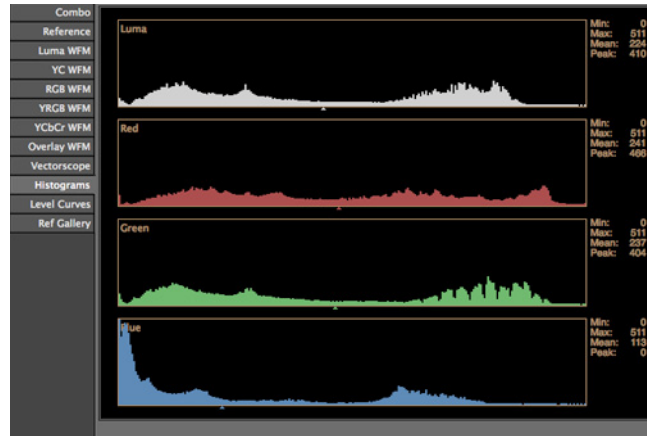 Combo
Reference
Luma WFM
YC WFM
RGB WFM
YRGB WFM
YCbCr WFM
Overlay WFM
Vectorscope
Histograms
Level Curves
Ref Gallery
Luma
Min: 0
Max: 511
Mean: 224
Peak: 410
Red
Min: 0
Max: 511
Mean: 241
Peak: 466
Green
Min: 0
Max: 511
Mean: 237
Peak: 404
Blue
Min: 0
Max: 511
Mean: 113
Peak: 0